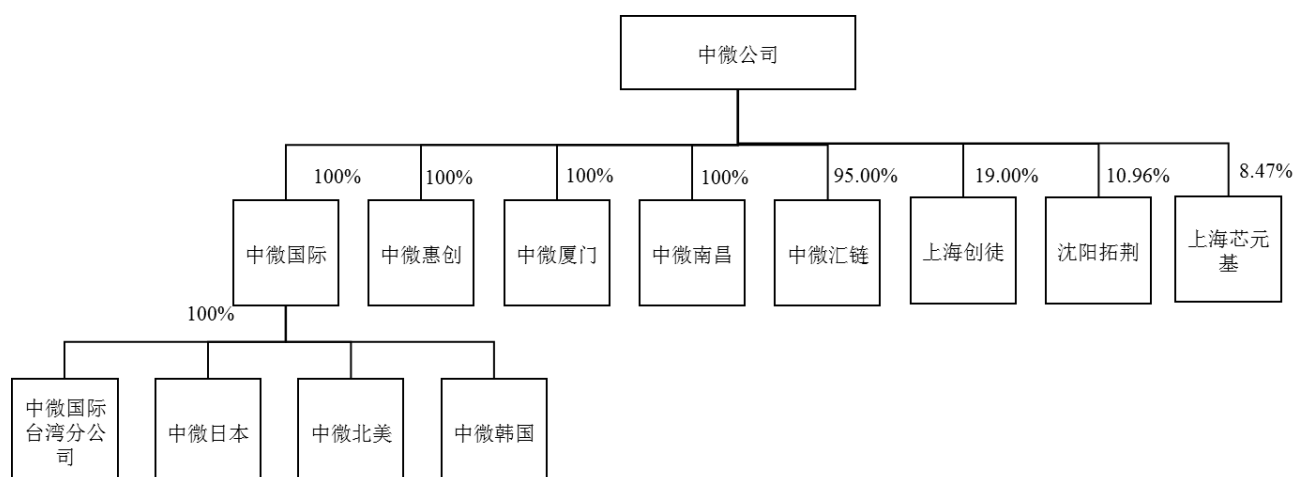 中微公司
100%
100%
100%
100%
95.00%
19.00%
10.96%
8.47%
中微国际
中微惠创
中微厦门
中微南昌
中微汇链
上海创徒
沈阳拓荆
上海芯元
基
100%
中微国际
台湾分公
司
中微日本
中微北美
中微韩国